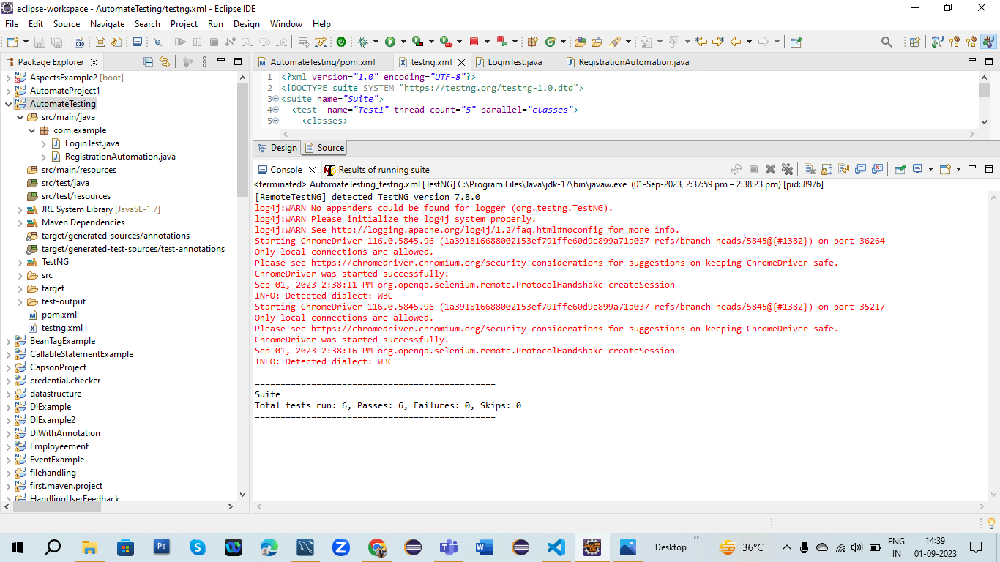 eclipse-workspace - AutomateTesting/testng.xml - Eclipse IDE
File Edit Source Navigate Search Project Run Design Window Help
Package Explorer
AspectsExample2 [boot]
AutomateProject1
AutomateTesting
src/main/java
com.example
LoginTest.java
RegistrationAutomation.java
src/main/resources
src/test/java
src/test/resources
JRE System Library [JavaSE-1.7]
Maven Dependencies
target/generated-sources/annotations
target/generated-test-sources/test-annotations
TestNG
src
target
test-output
pom.xml
testng.xml
BeanTagExample
CallableStatementExample
CapsonProject
credential.checker
datastructure
DIExample
DIExample2
DIWithAnnotation
Employeement
EventExample
filehandling
first.maven.project
HandlingUserFeedback
AutomateTesting/pom.xml testng.xml LoginTest.java RegistrationAutomation.java
1 <?xml version="1.0" encoding="UTF-8"?>
2 <!DOCTYPE suite SYSTEM "https://testng.org/testng-1.0.dtd">
3 <suite name="Suite">
4 <test  name="Test1" thread-count="5" parallel="classes">
5 <classes>
Design Source
Console Results of running suite
<terminated> AutomateTesting_testng.xml [TestNG] C:\Program Files\Java\jdk-17\bin\javaw.exe (01-Sep-2023, 2:37:59 pm – 2:38:23 pm) [pid: 8976]
[RemoteTestNG] detected TestNG version 7.8.0
log4j:WARN No appenders could be found for logger (org.testng.TestNG).
log4j:WARN Please initialize the log4j system properly.
log4j:WARN See http://logging.apache.org/log4j/1.2/faq.html#noconfig for more info.
Starting ChromeDriver 116.0.5845.96 (1a391816688002153ef791ffe60d9e899a71a037-refs/branch-heads/5845@{#1382}) on port 36264
Only local connections are allowed.
Please see https://chromedriver.chromium.org/security-considerations for suggestions on keeping ChromeDriver safe.
ChromeDriver was started successfully.
Sep 01, 2023 2:38:11 PM org.openqa.selenium.remote.ProtocolHandshake createSession
INFO: Detected dialect: W3C
Starting ChromeDriver 116.0.5845.96 (1a391816688002153ef791ffe60d9e899a71a037-refs/branch-heads/5845@{#1382}) on port 35217
Only local connections are allowed.
Please see https://chromedriver.chromium.org/security-considerations for suggestions on keeping ChromeDriver safe.
ChromeDriver was started successfully.
Sep 01, 2023 2:38:16 PM org.openqa.selenium.remote.ProtocolHandshake createSession
INFO: Detected dialect: W3C
===============================================
Suite
Total tests run: 6, Passes: 6, Failures: 0, Skips: 0
===============================================
Desktop
36°C
ENG
IN
14:39
01-09-2023